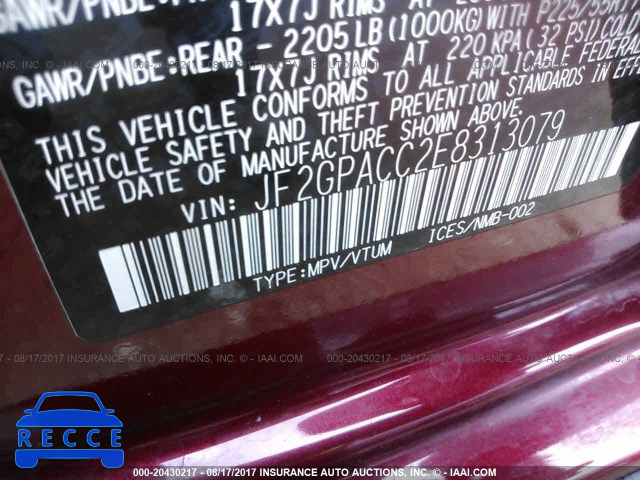 GAWR/PNBE:
17X7J RIMS AT
GAWR/PNBE:REAR - 2205 LB (1000KG) WITH P225/55R17
17X7J RIMS AT 220 KPA( 32 PSI) COLD
THIS VEHICLE CONFORMS TO ALL APPLICABLE FEDERAL
VEHICLE SAFETY AND THEFT PREVENTION STANDARDS IN EFF
THE DATE OF MANUFACTURE SHOWN ABOVE.
VIN: JF2GPACC2E8313079
TYPE:MPV/VTUM ICES/NMB-002
000-20430217 - 08/17/2017 INSURANCE AUTO AUCTIONS, INC. © - IAAI.COM
RECCE